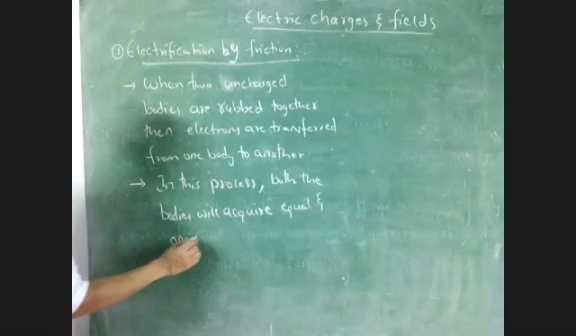 Electric charges & fields
① Electrification by friction:
→ When two uncharged
bodies are rubbed together
then electrons are transferred
from one body to another
→ In this process, both the
bodies will acquire equal &